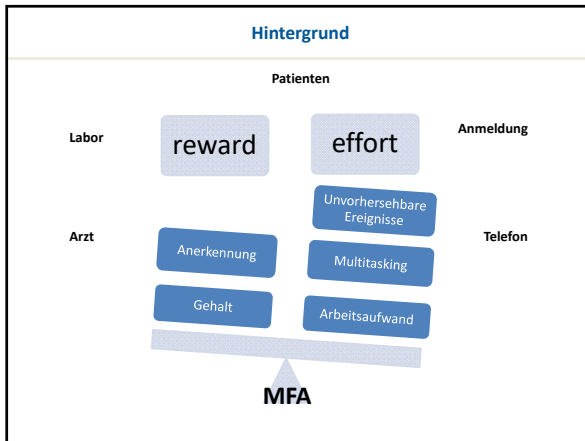 Hintergrund
Patienten
Labor
reward
effort
Anmeldung
Unvorhersehbare
Ereignisse
Arzt
Anerkennung
Multitasking
Telefon
Gehalt
Arbeitsaufwand
MFA